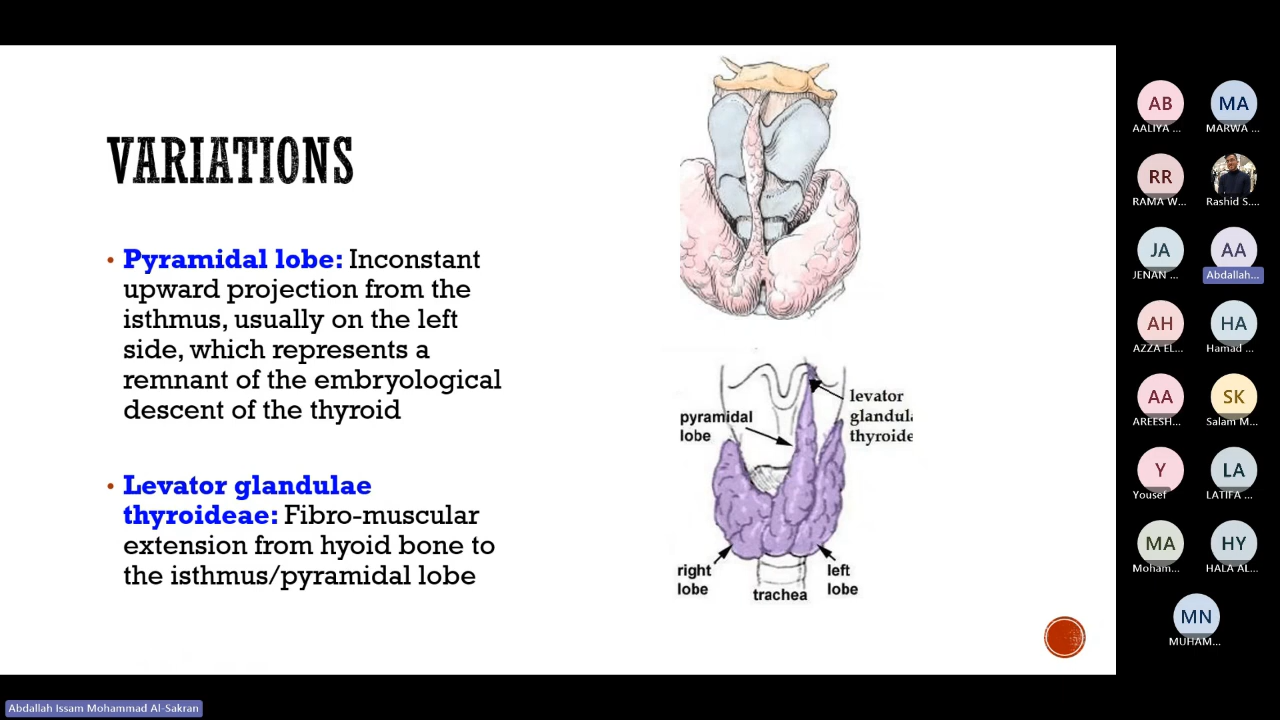 VARIATIONS
• Pyramidal lobe: Inconstant
upward projection from the
isthmus, usually on the left
side, which represents a
remnant of the embryological
descent of the thyroid
• Levator glandulae
thyroideae: Fibro-muscular
extension from hyoid bone to
the isthmus/pyramidal lobe
pyramidal
lobe
levator
glandula
thyroide
right
lobe
trachea
left
lobe
AB
AALIYA ...
MA
MARWA ...
RR
RAMA W...
Rashid S....
JA
JENAN ...
AA
Abdallah...
AH
AZZA EL...
HA
Hamad ...
AA
AREESH...
SK
Salam M...
Y
Yousef
LA
LATIFA ...
MA
Moham...
HY
HALA AL...
MN
MUHAM...
Abdallah Issam Mohammad Al-Sakran